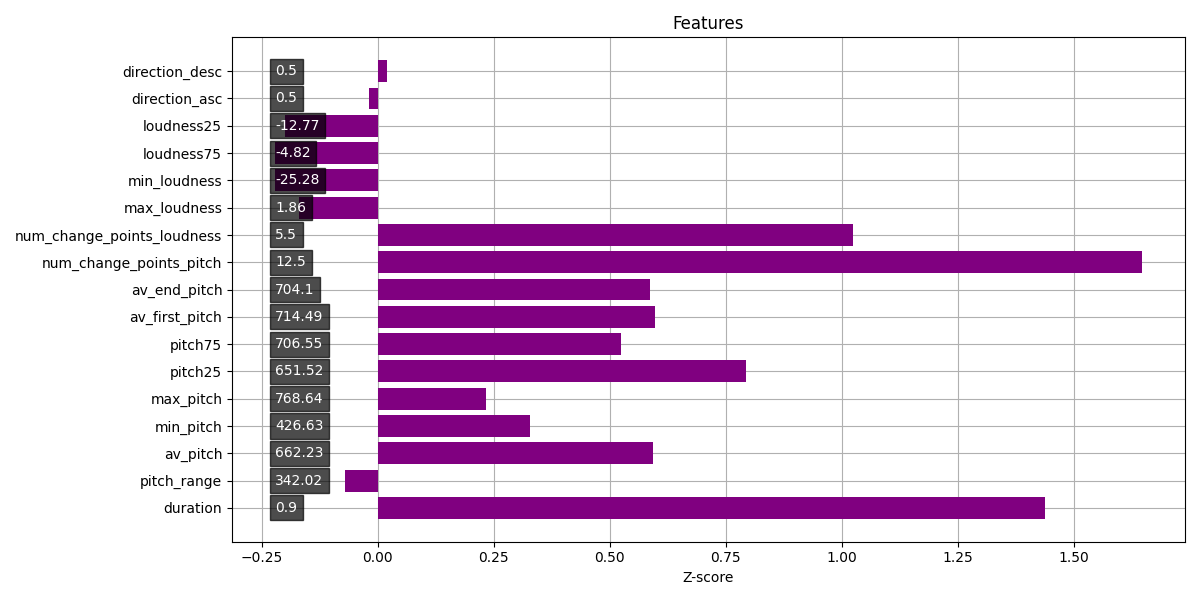 Features
direction_desc 0.5
direction_asc 0.5
loudness25 -12.77
loudness75 -4.82
min_loudness -25.28
max_loudness 1.86
num_change_points_loudness 5.5
num_change_points_pitch 12.5
av_end_pitch 704.1
av_first_pitch 714.49
pitch75 706.55
pitch25 651.52
max_pitch 768.64
min_pitch 426.63
av_pitch 662.23
pitch_range 342.02
duration 0.9
−0.25 0.00 0.25 0.50 0.75 1.00 1.25 1.50
Z-score